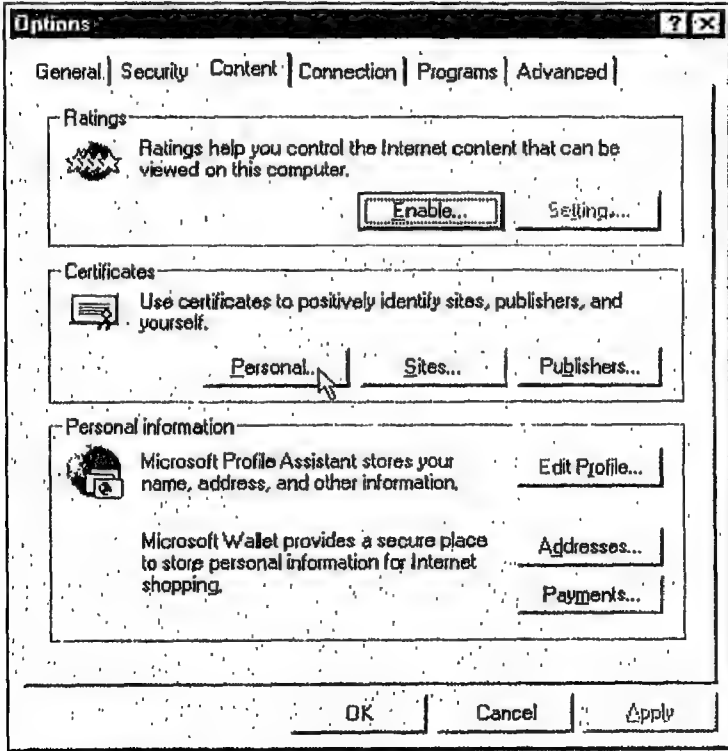 Options
General Security Content Connection Programs Advanced
Ratings
Ratings help you control the Internet content that can be
viewed on this computer.
Enable... Settings...
Certificates
Use certificates to positively identify sites, publishers, and
yourself.
Personal... Sites... Publishers...
Personal information
Microsoft Profile Assistant stores your
name, address, and other information.
Edit Profile...
Microsoft Wallet provides a secure place
to store personal information for Internet
shopping.
Addresses...
Payments...
OK Cancel Apply